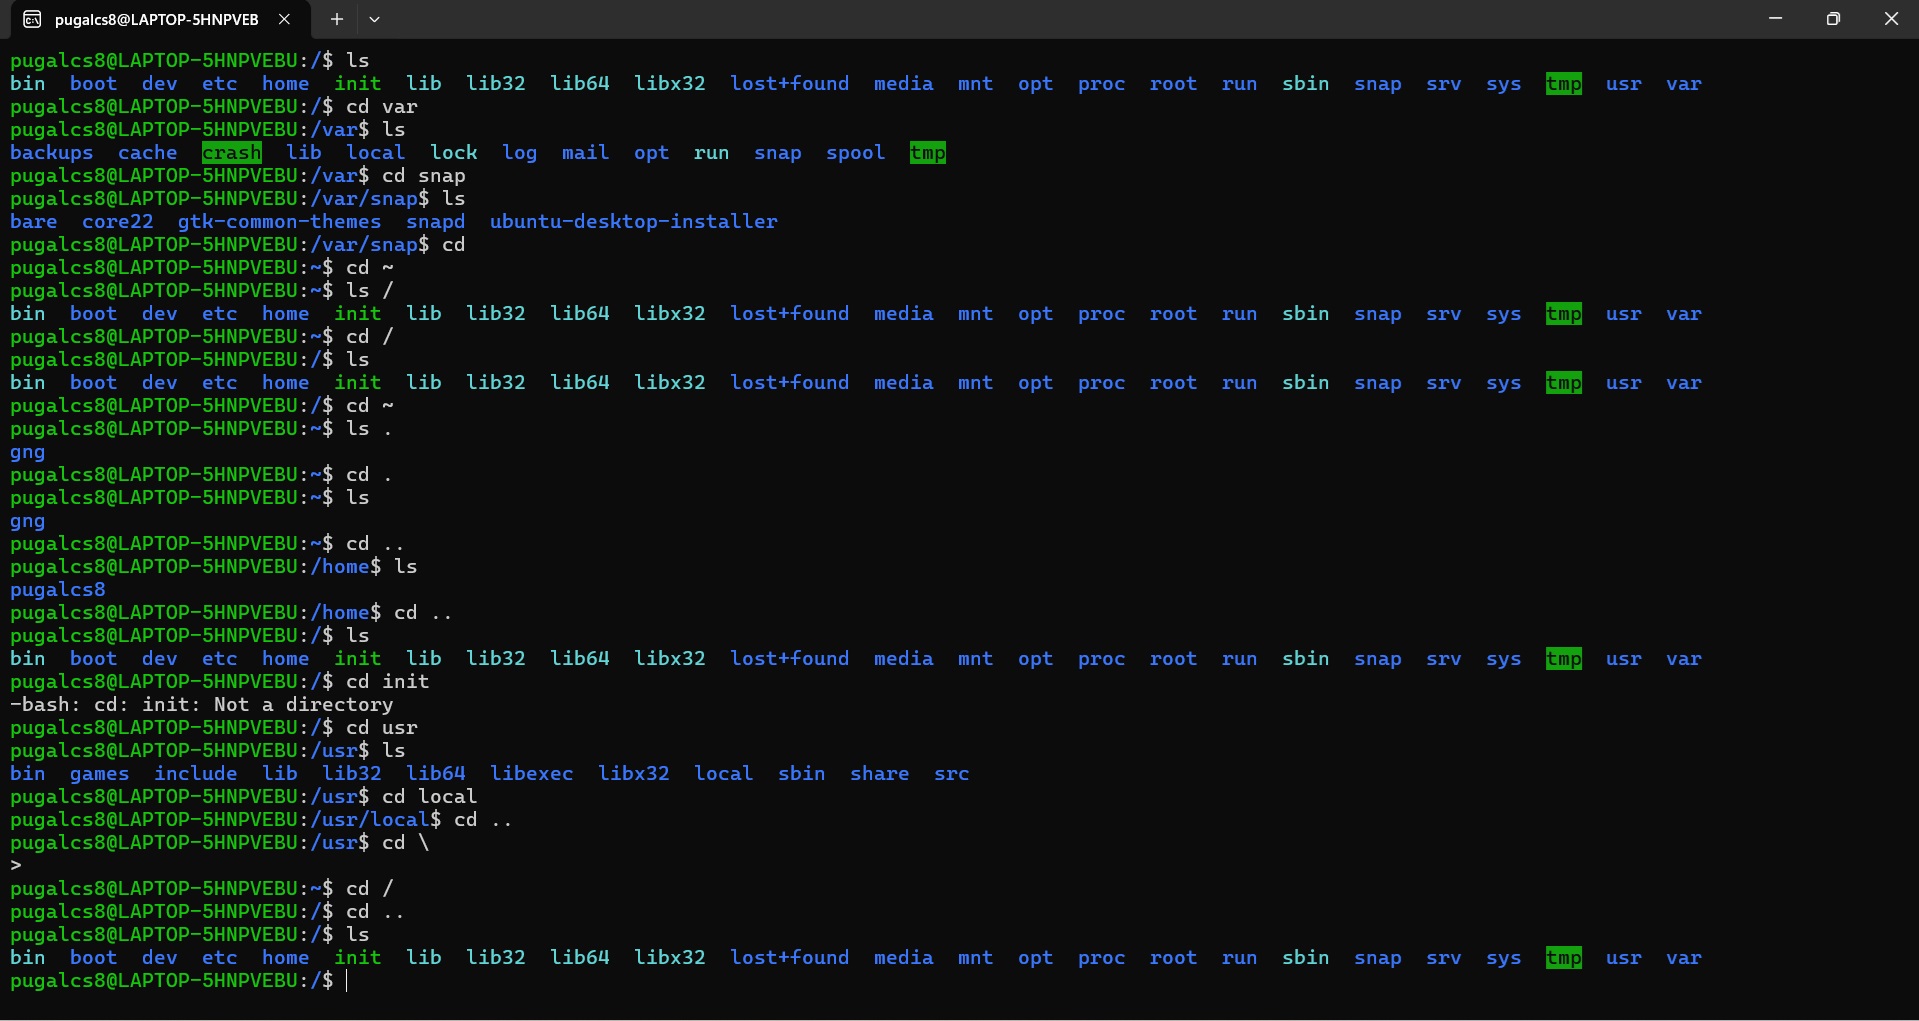 pugalcs8@LAPTOP-5HNPVEB
pugalcs8@LAPTOP-5HNPVEBU:/$ ls
bin boot dev etc home init lib lib32 lib64 libx32 lost+found media mnt opt proc root run sbin snap srv sys tmp usr var
pugalcs8@LAPTOP-5HNPVEBU:/$ cd var
pugalcs8@LAPTOP-5HNPVEBU:/var$ ls
backups cache crash lib local lock log mail opt run snap spool tmp
pugalcs8@LAPTOP-5HNPVEBU:/var$ cd snap
pugalcs8@LAPTOP-5HNPVEBU:/var/snap$ ls
bare core22 gtk-common-themes snapd ubuntu-desktop-installer
pugalcs8@LAPTOP-5HNPVEBU:/var/snap$ cd
pugalcs8@LAPTOP-5HNPVEBU:~$ cd ~
pugalcs8@LAPTOP-5HNPVEBU:~$ ls /
bin boot dev etc home init lib lib32 lib64 libx32 lost+found media mnt opt proc root run sbin snap srv sys tmp usr var
pugalcs8@LAPTOP-5HNPVEBU:~$ cd /
pugalcs8@LAPTOP-5HNPVEBU:/$ ls
bin boot dev etc home init lib lib32 lib64 libx32 lost+found media mnt opt proc root run sbin snap srv sys tmp usr var
pugalcs8@LAPTOP-5HNPVEBU:/$ cd ~
pugalcs8@LAPTOP-5HNPVEBU:~$ ls .
gng
pugalcs8@LAPTOP-5HNPVEBU:~$ cd .
pugalcs8@LAPTOP-5HNPVEBU:~$ ls
gng
pugalcs8@LAPTOP-5HNPVEBU:~$ cd ..
pugalcs8@LAPTOP-5HNPVEBU:/home$ ls
pugalcs8
pugalcs8@LAPTOP-5HNPVEBU:/home$ cd ..
pugalcs8@LAPTOP-5HNPVEBU:/$ ls
bin boot dev etc home init lib lib32 lib64 libx32 lost+found media mnt opt proc root run sbin snap srv sys tmp usr var
pugalcs8@LAPTOP-5HNPVEBU:/$ cd init
-bash: cd: init: Not a directory
pugalcs8@LAPTOP-5HNPVEBU:/$ cd usr
pugalcs8@LAPTOP-5HNPVEBU:/usr$ ls
bin games include lib lib32 lib64 libexec libx32 local sbin share src
pugalcs8@LAPTOP-5HNPVEBU:/usr$ cd local
pugalcs8@LAPTOP-5HNPVEBU:/usr/local$ cd ..
pugalcs8@LAPTOP-5HNPVEBU:/usr$ cd \
>
pugalcs8@LAPTOP-5HNPVEBU:~$ cd /
pugalcs8@LAPTOP-5HNPVEBU:/$ cd ..
pugalcs8@LAPTOP-5HNPVEBU:/$ ls
bin boot dev etc home init lib lib32 lib64 libx32 lost+found media mnt opt proc root run sbin snap srv sys tmp usr var
pugalcs8@LAPTOP-5HNPVEBU:/$